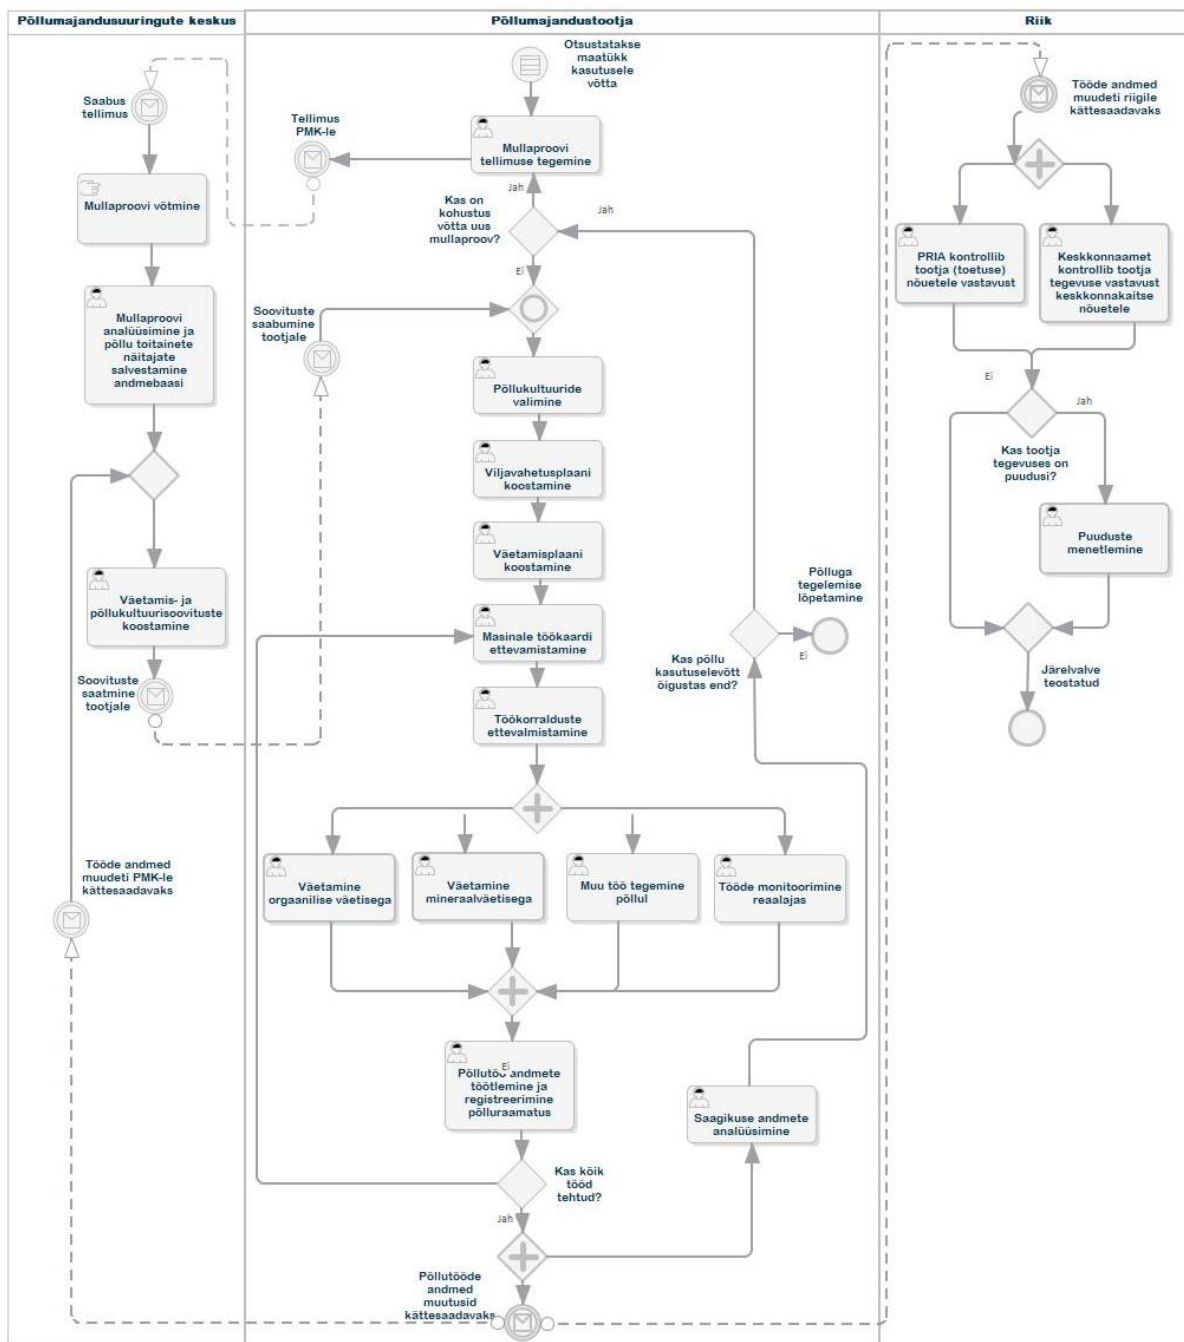 Põllumajandusuuringute keskus
Põllumajandustootja
Riik
Otsustatakse
maatükk
kasutusele
võtta
Saabus
tellimus
Tellimus
PMK-le
Mullaproovi
tellimuse tegemine
Tööde andmed
muudeti riigile
kättesaadavaks
Mullaproovi võtmine
Jah
Kas on
kohustus
võtta uus
mullaproov?
Jah
Ei
PRIA kontrollib
tootja (toetuse)
nõuetele vastavust
Keskkonnaamet
kontrollib tootja
tegevuse vastavust
keskkonnakaitse
nõuetele
Mullaproovi
analüüsimine ja
põllu toitainete
näitajate
salvestamine
andmebaasi
Soovituste
saabumine
tootjale
Põllukultuuride
valimine
Ei
Jah
Kas tootja
tegevuses on
puudusi?
Viljavahetusplaani
koostamine
Väetamisplaani
koostamine
Puuduste
menetlemine
Väetamis- ja
põllukultuurisoovituste
koostamine
Põlluga
tegelemise
lõpetamine
Masinale töökaardi
ettevamistamine
Kas põllu
kasutuselevõtt
õigustas end?
Ei
Soovituste
saatmine
tootjale
Töökorralduste
ettevalmistamine
Järelvalve
teostatud
Tööde andmed
muudeti PMK-le
kättesaadavaks
Väetamine
orgaanilise väetisega
Väetamine
mineraalväetisega
Muu töö tegemine
põllul
Tööde monitoorimine
reaalajas
Ei
Põllutöö andmete
töötlemine ja
registreerimine
põlluraamatus
Saagikuse andmete
analüüsimine
Kas kõik
tööd
tehtud?
Jah
Põllutööde
andmed
muutusid
kättesaadavaks